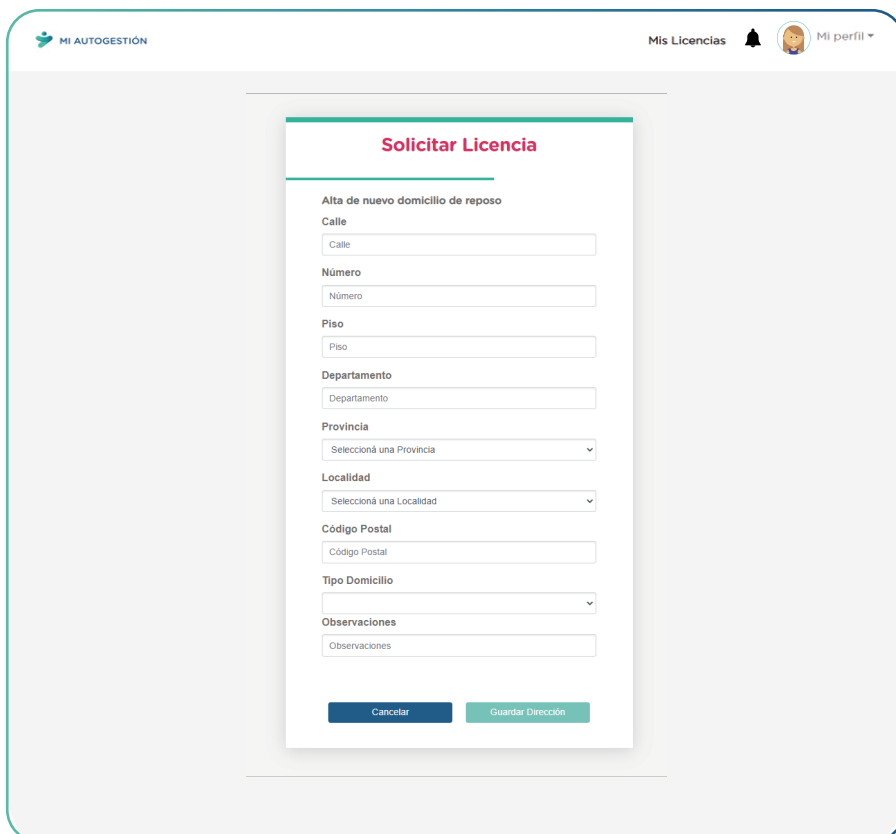 MI AUTOGESTIÓN
Mis Licencias
Mi perfil
Solicitar Licencia
Alta de nuevo domicilio de reposo
Calle
Calle
Número
Número
Piso
Piso
Departamento
Departamento
Provincia
Seleccioná una Provincia
Localidad
Seleccioná una Localidad
Código Postal
Código Postal
Tipo Domicilio
Observaciones
Observaciones
Cancelar
Guardar Dirección